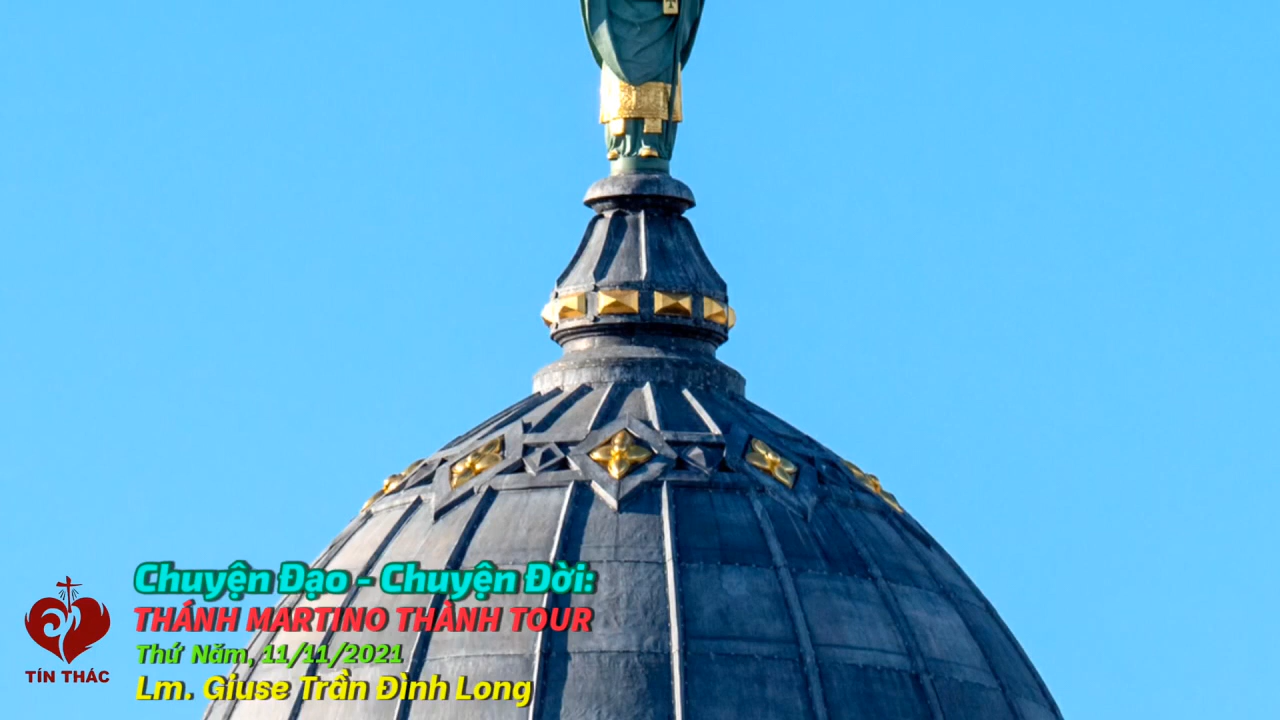 Chuyện Đạo - Chuyện Đời:
THÁNH MARTINO THÀNH TOUR
Thứ Năm, 11/11/2021
Lm. Giuse Trần Đình Long
TÍN THÁC